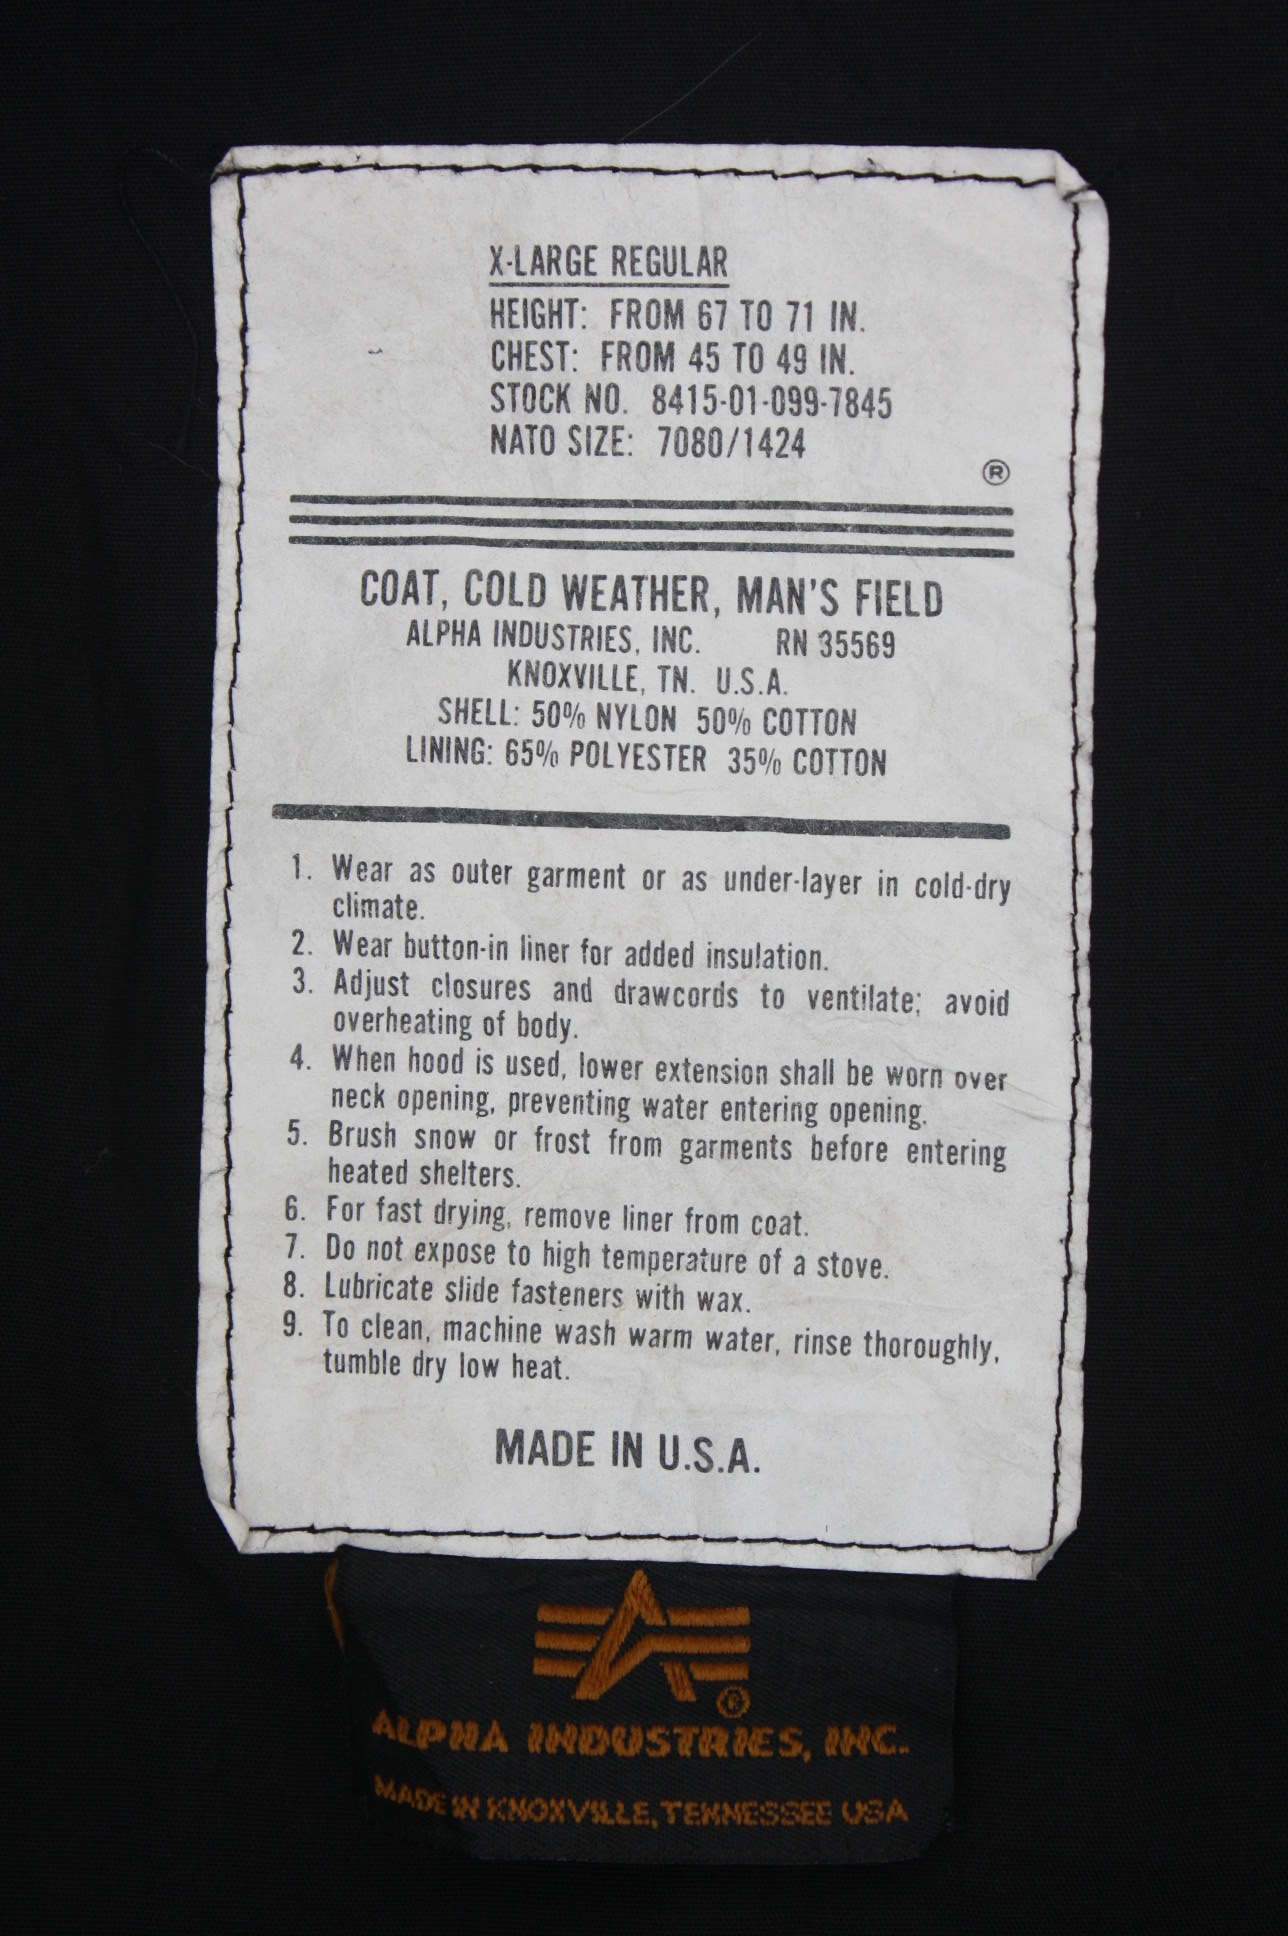 X-LARGE REGULAR
HEIGHT: FROM 67 TO 71 IN.
CHEST: FROM 45 TO 49 IN.
STOCK NO. 8415-01-099-7845
NATO SIZE: 7080/1424
®
COAT, COLD WEATHER, MAN'S FIELD
ALPHA INDUSTRIES, INC. RN 35569
KNOXVILLE, TN. U.S.A.
SHELL: 50% NYLON 50% COTTON
LINING: 65% POLYESTER 35% COTTON
1. Wear as outer garment or as under-layer in cold-dry
climate.
2. Wear button-in liner for added insulation.
3. Adjust closures and drawcords to ventilate; avoid
overheating of body.
4. When hood is used, lower extension shall be worn over
neck opening, preventing water entering opening.
5. Brush snow or frost from garments before entering
heated shelters.
6. For fast drying, remove liner from coat.
7. Do not expose to high temperature of a stove.
8. Lubricate slide fasteners with wax.
9. To clean, machine wash warm water, rinse thoroughly,
tumble dry low heat.
MADE IN U.S.A.
®
ALPHA INDUSTRIES, INC.
MADE IN KNOXVILLE, TENNESSEE USA